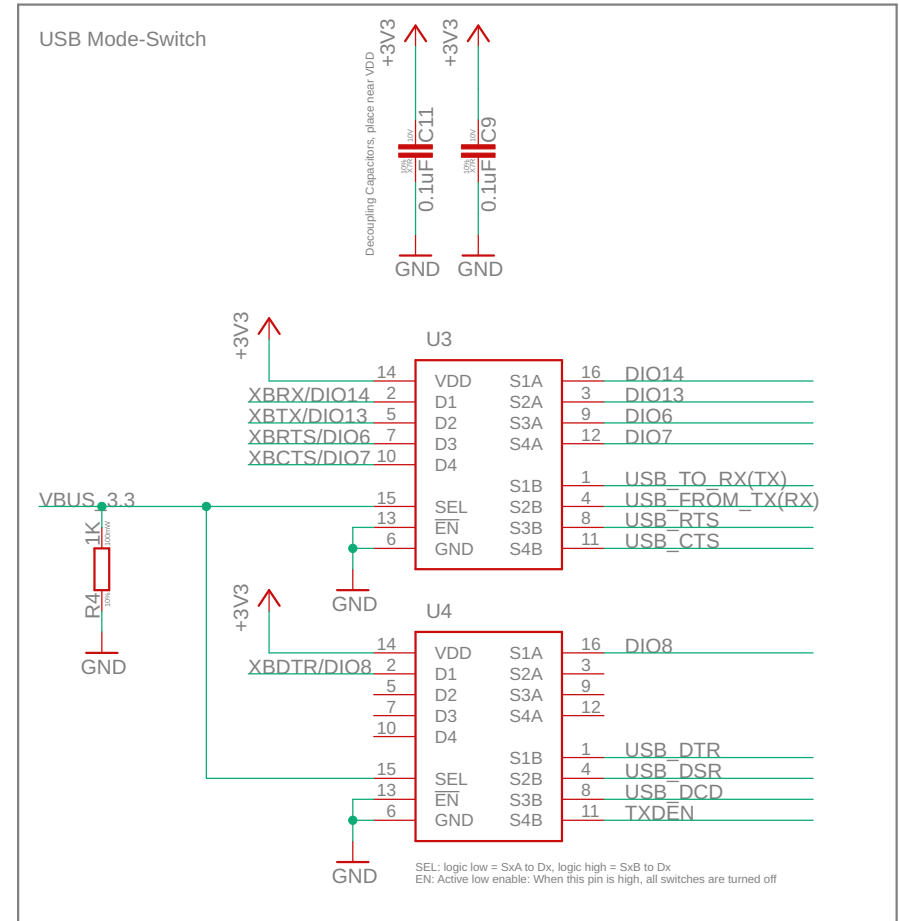 USB Mode-Switch
Decoupling Capacitors, place near VDD
+3V3
10V
C11
10%
X7R
0.1uF
GND
+3V3
10V
C9
10%
X7R
0.1uF
GND
+3V3
U3
14 VDD S1A 16 DIO14
XBRX/DIO14 2 D1 S2A 3 DIO13
XBTX/DIO13 5 D2 S3A 9 DIO6
XBRTS/DIO6 7 D3 S4A 12 DIO7
XBCTS/DIO7 10 D4
S1B 1 USB_TO_RX(TX)
VBUS_3.3 15 SEL S2B 4 USB_FROM_TX(RX)
13 EN S3B 8 USB_RTS
6 GND S4B 11 USB_CTS
GND
1K
100mW
R4
10%
GND
+3V3
U4
14 VDD S1A 16 DIO8
XBDTR/DIO8 2 D1 S2A 3
5 D2 S3A 9
7 D3 S4A 12
10 D4
S1B 1 USB_DTR
15 SEL S2B 4 USB_DSR
13 EN S3B 8 USB_DCD
6 GND S4B 11 TXDEN
GND
SEL: logic low = SxA to Dx, logic high = SxB to Dx
EN: Active low enable: When this pin is high, all switches are turned off